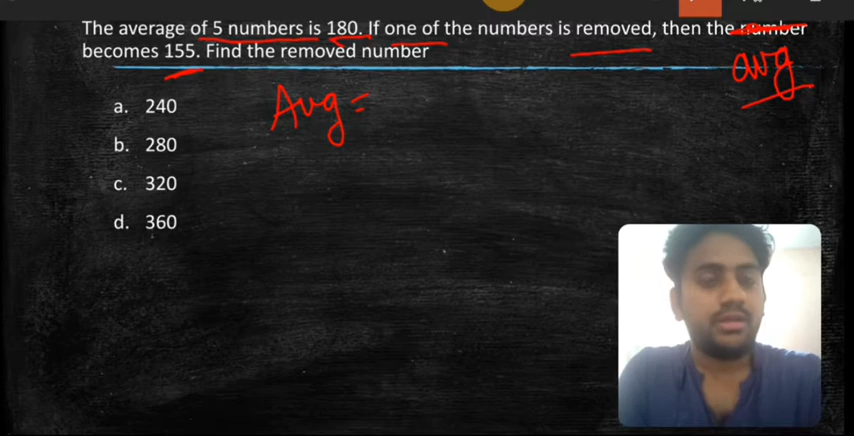 The average of 5 numbers is 180. If one of the numbers is removed, then the number
becomes 155. Find the removed number
avg
a. 240
Avg =
b. 280
c. 320
d. 360